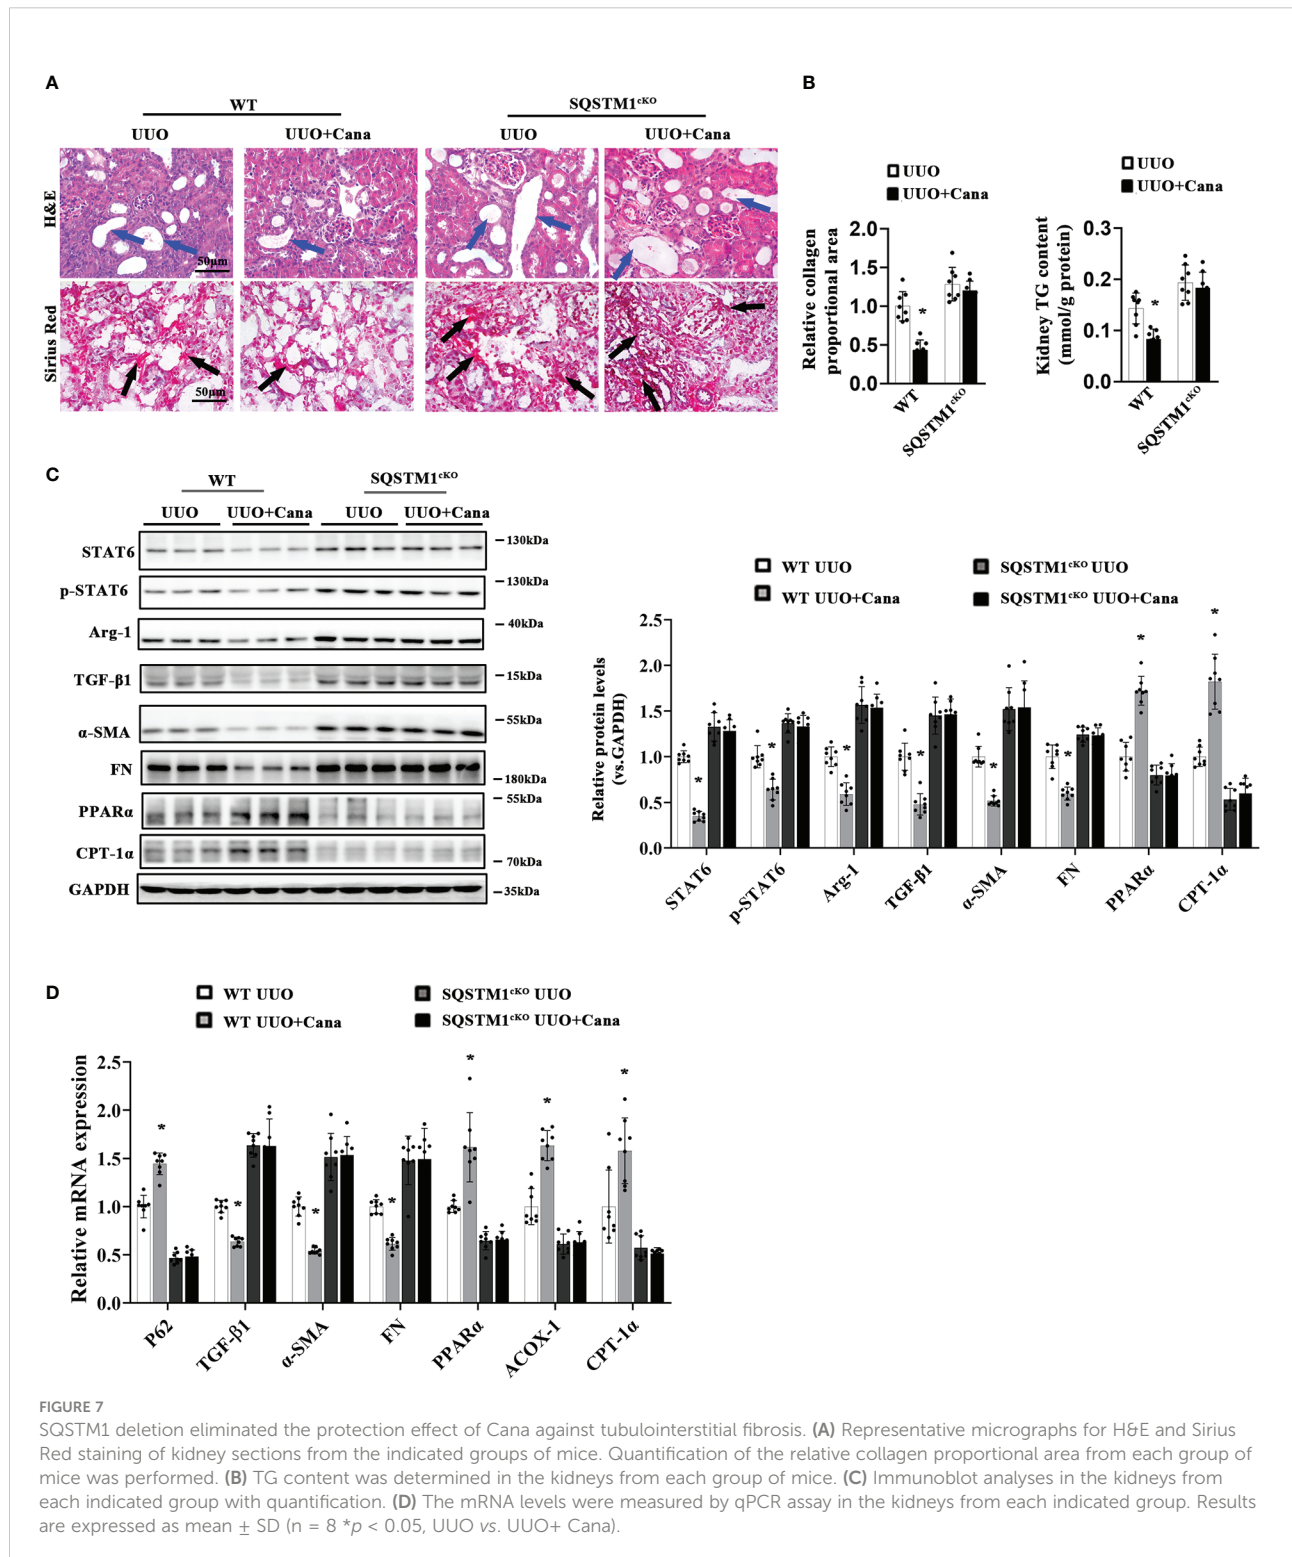 A
WT
SQSTM1cKO
UUO
UUO+Cana
UUO
UUO+Cana
H&E
50μm
Sirius Red
50μm
B
UUO
UUO+Cana
Relative collagen
proportional area
2.0
1.5
1.0
0.5
0.0
*
WT
SQSTM1cKO
UUO
UUO+Cana
Kidney TG content
(mmol/g protein)
0.3
0.2
0.1
0.0
*
WT
SQSTM1cKO
C
WT
SQSTM1cKO
UUO
UUO+Cana
UUO
UUO+Cana
STAT6
–130kDa
p-STAT6
–130kDa
Arg-1
–40kDa
TGF-β1
–15kDa
α-SMA
–55kDa
FN
–180kDa
PPARα
–55kDa
CPT-1α
–70kDa
GAPDH
–35kDa
WT UUO
SQSTM1cKO UUO
WT UUO+Cana
SQSTM1cKO UUO+Cana
Relative protein levels
(vs.GAPDH)
2.5
2.0
1.5
1.0
0.5
0.0
* * * * * * * *
STAT6
p-STAT6
Arg-1
TGF-β1
α-SMA
FN
PPARα
CPT-1α
D
WT UUO
SQSTM1cKO UUO
WT UUO+Cana
SQSTM1cKO UUO+Cana
Relative mRNA expression
2.5
2.0
1.5
1.0
0.5
0.0
* * * * * * *
P62
TGF-β1
α-SMA
FN
PPARα
ACOX-1
CPT-1α
FIGURE 7
SQSTM1 deletion eliminated the protection effect of Cana against tubulointerstitial fibrosis. (A) Representative micrographs for H&E and Sirius
Red staining of kidney sections from the indicated groups of mice. Quantification of the relative collagen proportional area from each group of
mice was performed. (B) TG content was determined in the kidneys from each group of mice. (C) Immunoblot analyses in the kidneys from
each indicated group with quantification. (D) The mRNA levels were measured by qPCR assay in the kidneys from each indicated group. Results
are expressed as mean ± SD (n = 8 *p < 0.05, UUO vs. UUO+ Cana).